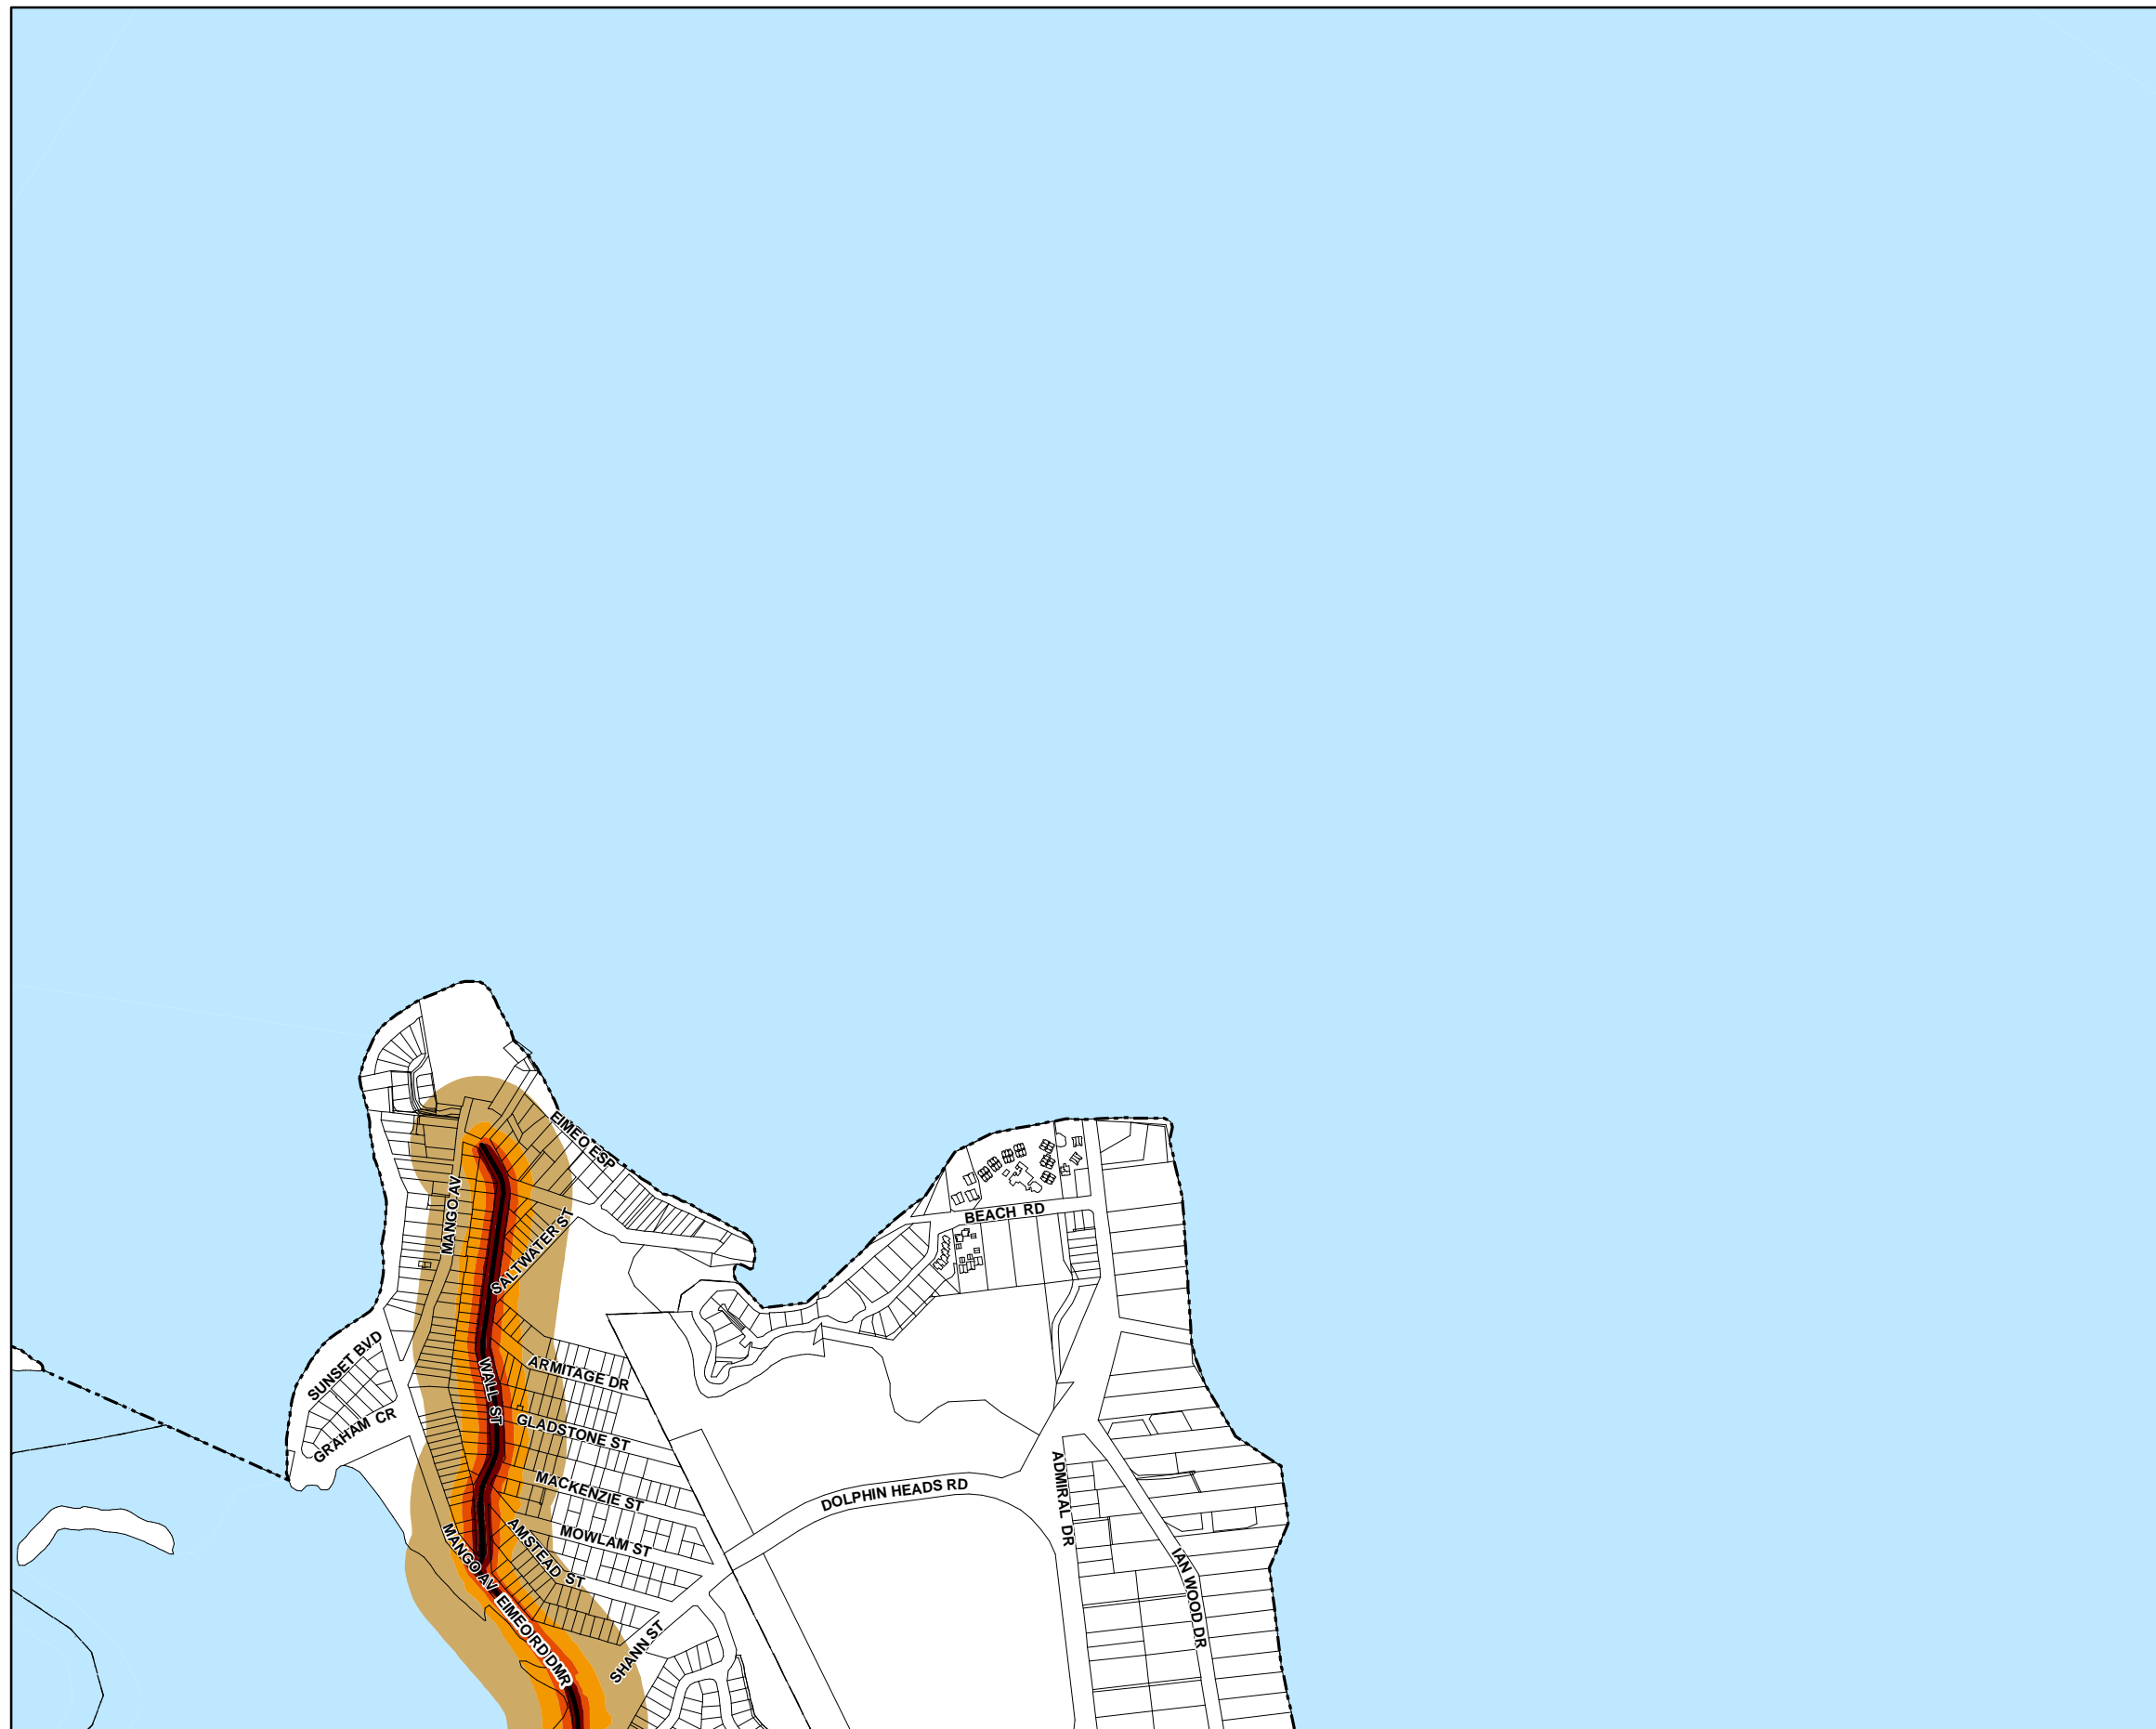 EIMEO ESP
MANGO AV
BEACH RD
SALTWATER ST
SUNSET BVD
ARMITAGE DR
WALL ST
GRAHAM CR
GLADSTONE ST
MACKENZIE ST
DOLPHIN HEADS RD
ADMIRAL DR
MOWLAM ST
AMSTEAD ST
MANGO AV
IAN WOOD DR
EIMEO RD DMR
SHANN ST